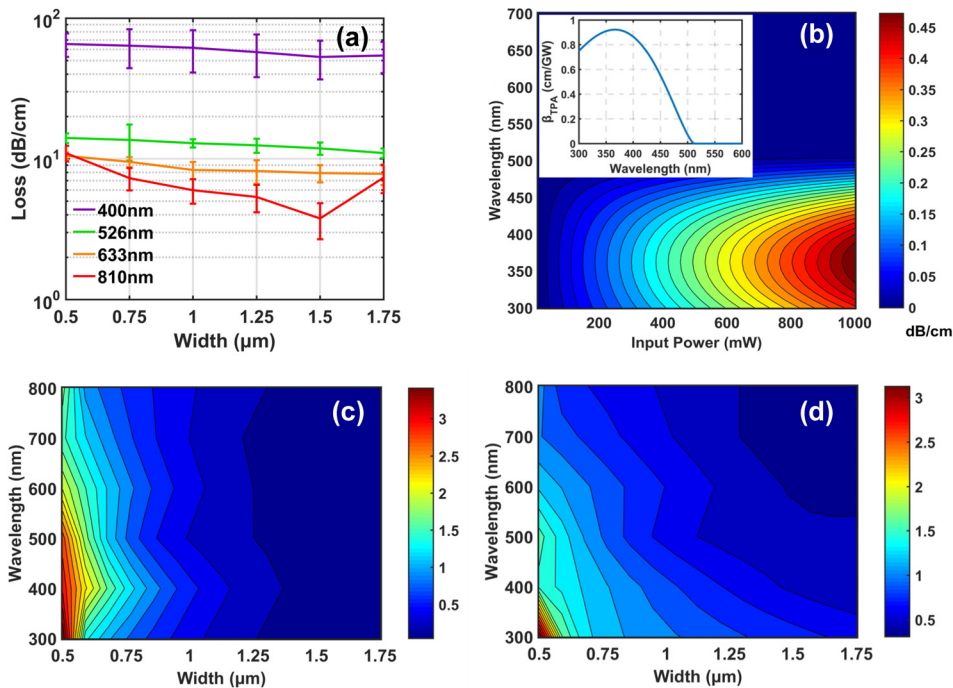 (a)
Loss (dB/cm)
10²
10¹
10⁰
400nm
526nm
633nm
810nm
0.5 0.75 1 1.25 1.5 1.75
Width (µm)
(b)
Wavelength (nm)
700
650
600
550
500
450
400
350
300
200 400 600 800 1000
Input Power (mW)
β_TPA (cm/GW)
1
0.8
0.6
0.4
0.2
0
300 350 400 450 500 550 600
Wavelength (nm)
0.45
0.4
0.35
0.3
0.25
0.2
0.15
0.1
0.05
0
dB/cm
(c)
Wavelength (nm)
800
700
600
500
400
300
0.5 0.75 1 1.25 1.5 1.75
Width (µm)
3
2.5
2
1.5
1
0.5
(d)
Wavelength (nm)
800
700
600
500
400
300
0.5 0.75 1 1.25 1.5 1.75
Width (µm)
3
2.5
2
1.5
1
0.5